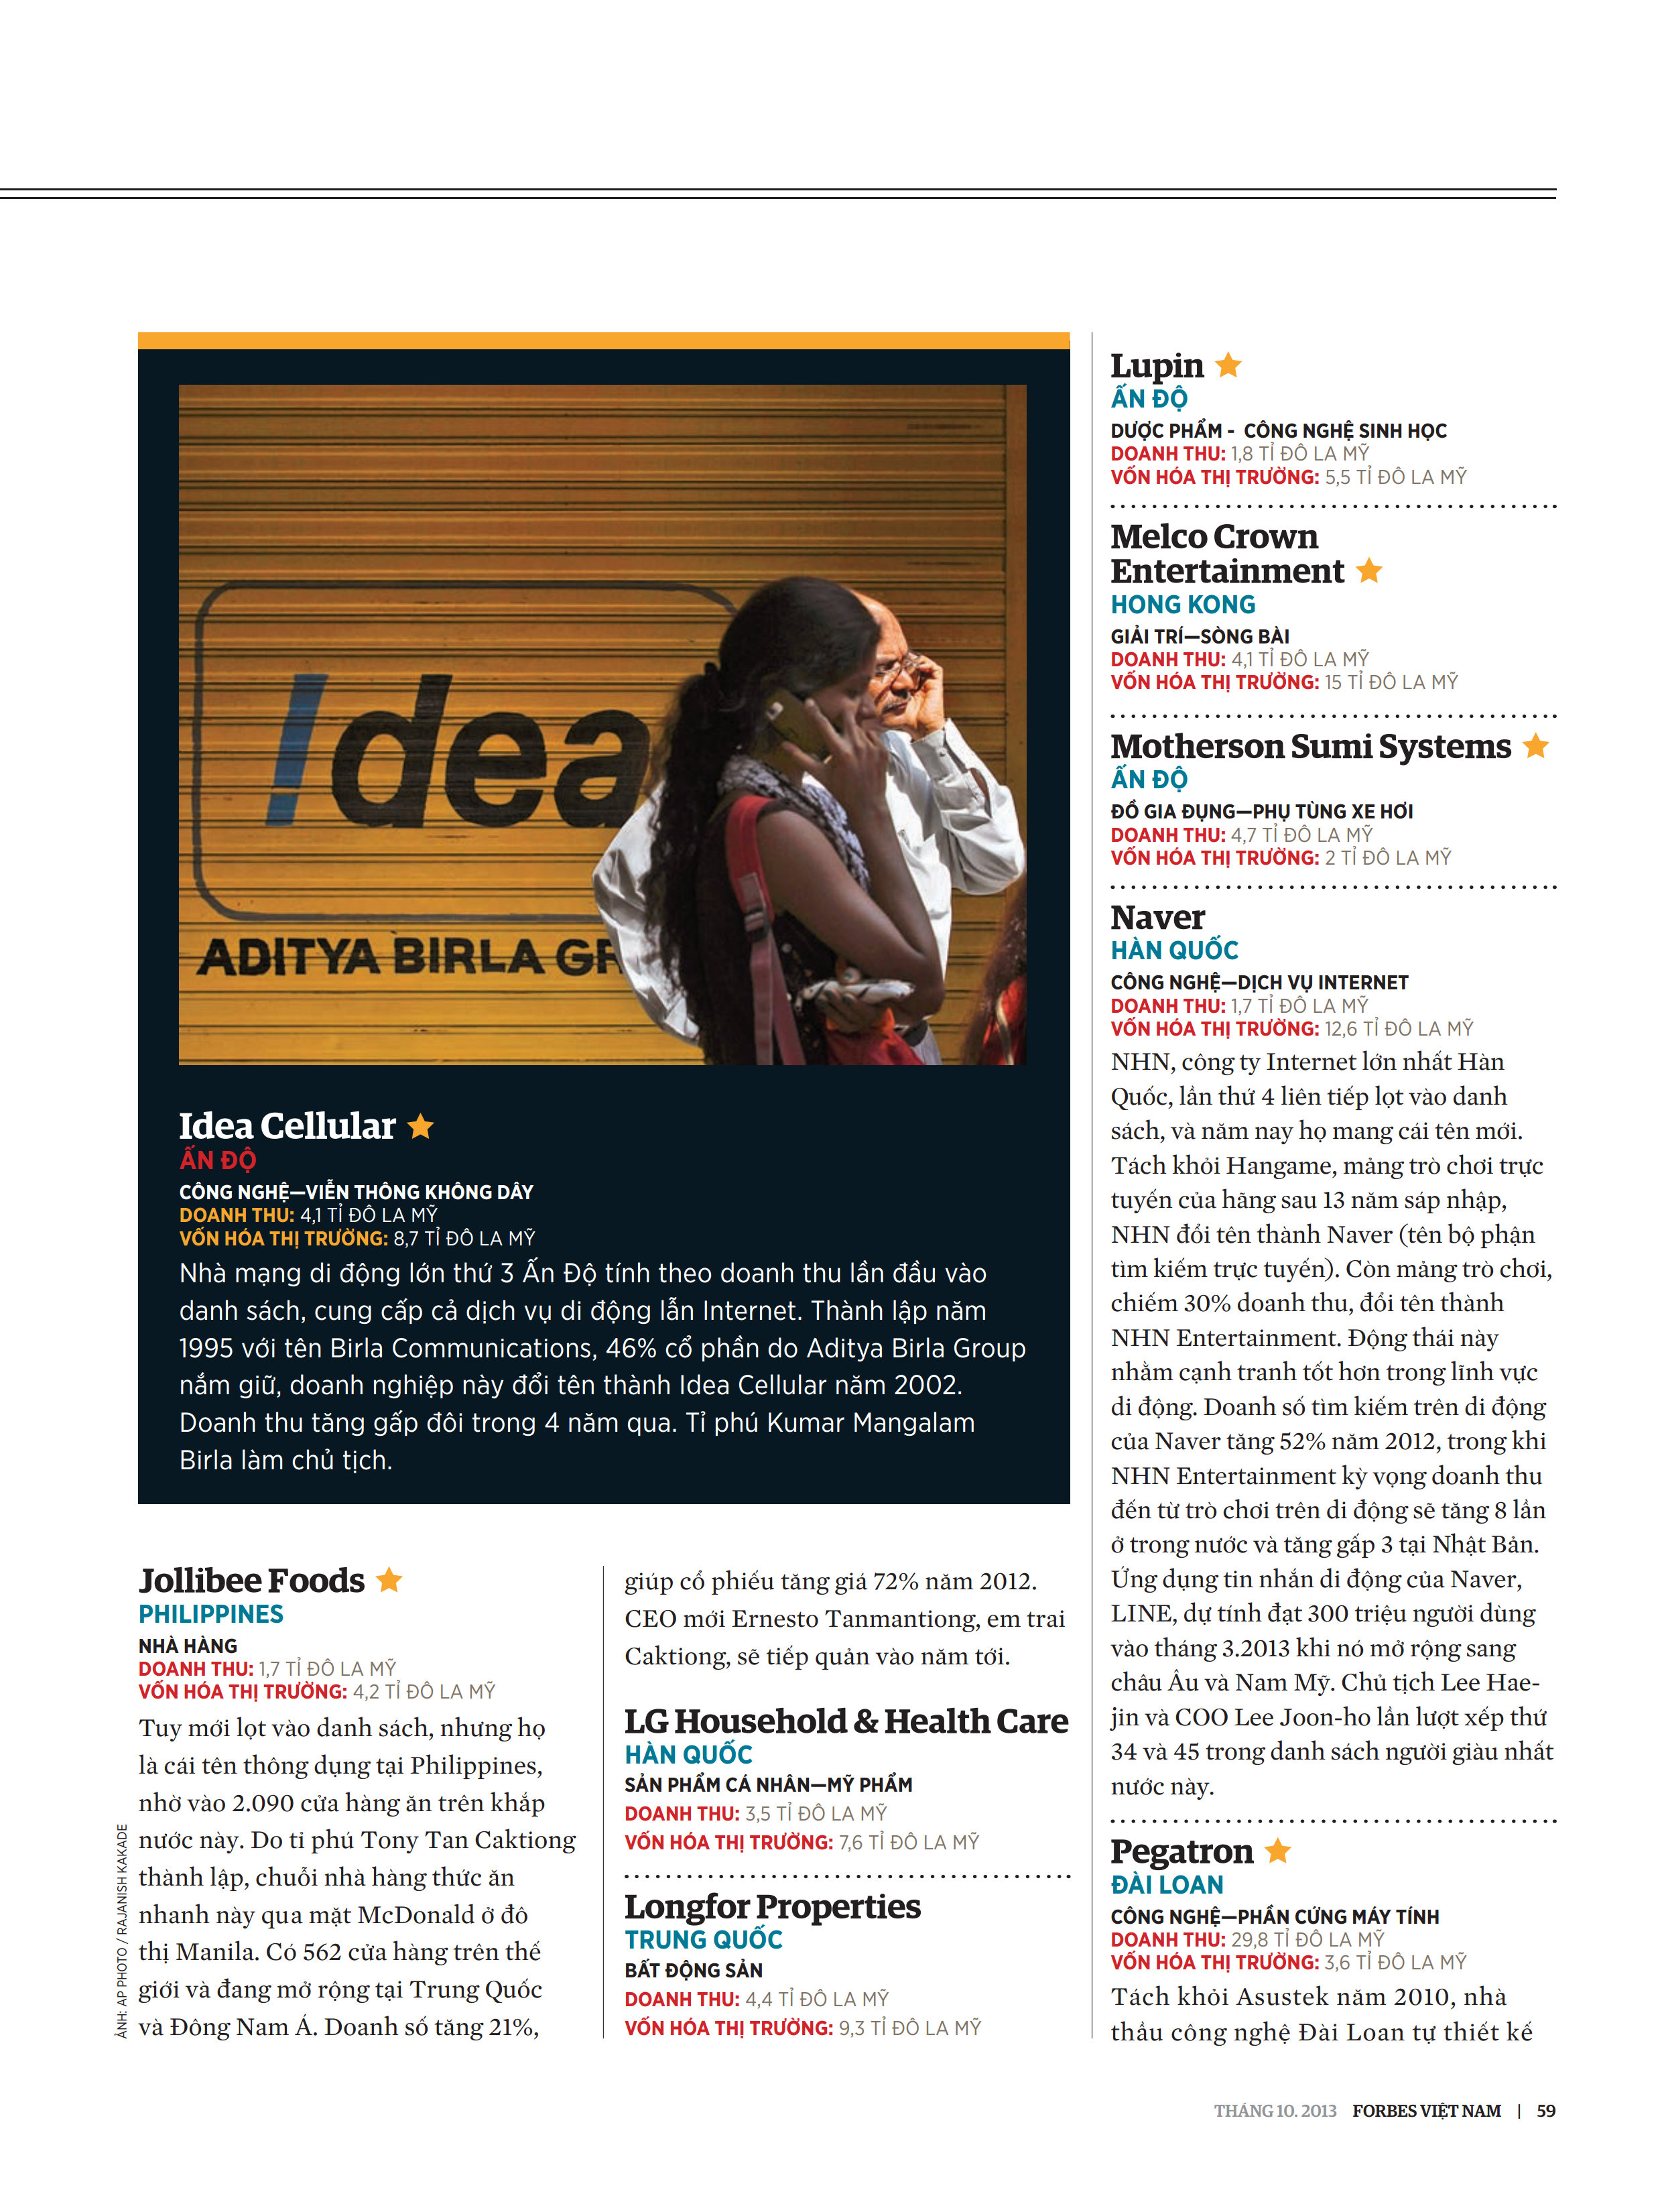 Idea
ADITYA BIRLA GR
Idea Cellular
ẤN ĐỘ
CÔNG NGHỆ—VIỄN THÔNG KHÔNG DÂY
DOANH THU: 4,1 TỈ ĐÔ LA MỸ
VỐN HÓA THỊ TRƯỜNG: 8,7 TỈ ĐÔ LA MỸ
Nhà mạng di động lớn thứ 3 Ấn Độ tính theo doanh thu lần đầu vào
danh sách, cung cấp cả dịch vụ di động lẫn Internet. Thành lập năm
1995 với tên Birla Communications, 46% cổ phần do Aditya Birla Group
nắm giữ, doanh nghiệp này đổi tên thành Idea Cellular năm 2002.
Doanh thu tăng gấp đôi trong 4 năm qua. Tỉ phú Kumar Mangalam
Birla làm chủ tịch.
Jollibee Foods
PHILIPPINES
NHÀ HÀNG
DOANH THU: 1,7 TỈ ĐÔ LA MỸ
VỐN HÓA THỊ TRƯỜNG: 4,2 TỈ ĐÔ LA MỸ
Tuy mới lọt vào danh sách, nhưng họ
là cái tên thông dụng tại Philippines,
nhờ vào 2.090 cửa hàng ăn trên khắp
nước này. Do tỉ phú Tony Tan Caktiong
thành lập, chuỗi nhà hàng thức ăn
nhanh này qua mặt McDonald ở đô
thị Manila. Có 562 cửa hàng trên thế
giới và đang mở rộng tại Trung Quốc
và Đông Nam Á. Doanh số tăng 21%,
ẢNH: AP PHOTO / RAJANISH KAKADE
giúp cổ phiếu tăng giá 72% năm 2012.
CEO mới Ernesto Tanmantiong, em trai
Caktiong, sẽ tiếp quản vào năm tới.
LG Household & Health Care
HÀN QUỐC
SẢN PHẨM CÁ NHÂN—MỸ PHẨM
DOANH THU: 3,5 TỈ ĐÔ LA MỸ
VỐN HÓA THỊ TRƯỜNG: 7,6 TỈ ĐÔ LA MỸ
Longfor Properties
TRUNG QUỐC
BẤT ĐỘNG SẢN
DOANH THU: 4,4 TỈ ĐÔ LA MỸ
VỐN HÓA THỊ TRƯỜNG: 9,3 TỈ ĐÔ LA MỸ
Lupin
ẤN ĐỘ
DƯỢC PHẨM - CÔNG NGHỆ SINH HỌC
DOANH THU: 1,8 TỈ ĐÔ LA MỸ
VỐN HÓA THỊ TRƯỜNG: 5,5 TỈ ĐÔ LA MỸ
Melco Crown
Entertainment
HONG KONG
GIẢI TRÍ—SÒNG BÀI
DOANH THU: 4,1 TỈ ĐÔ LA MỸ
VỐN HÓA THỊ TRƯỜNG: 15 TỈ ĐÔ LA MỸ
Motherson Sumi Systems
ẤN ĐỘ
ĐỒ GIA ĐỤNG—PHỤ TÙNG XE HƠI
DOANH THU: 4,7 TỈ ĐÔ LA MỸ
VỐN HÓA THỊ TRƯỜNG: 2 TỈ ĐÔ LA MỸ
Naver
HÀN QUỐC
CÔNG NGHỆ—DỊCH VỤ INTERNET
DOANH THU: 1,7 TỈ ĐÔ LA MỸ
VỐN HÓA THỊ TRƯỜNG: 12,6 TỈ ĐÔ LA MỸ
NHN, công ty Internet lớn nhất Hàn
Quốc, lần thứ 4 liên tiếp lọt vào danh
sách, và năm nay họ mang cái tên mới.
Tách khỏi Hangame, mảng trò chơi trực
tuyến của hãng sau 13 năm sáp nhập,
NHN đổi tên thành Naver (tên bộ phận
tìm kiếm trực tuyến). Còn mảng trò chơi,
chiếm 30% doanh thu, đổi tên thành
NHN Entertainment. Động thái này
nhằm cạnh tranh tốt hơn trong lĩnh vực
di động. Doanh số tìm kiếm trên di động
của Naver tăng 52% năm 2012, trong khi
NHN Entertainment kỳ vọng doanh thu
đến từ trò chơi trên di động sẽ tăng 8 lần
ở trong nước và tăng gấp 3 tại Nhật Bản.
Ứng dụng tin nhắn di động của Naver,
LINE, dự tính đạt 300 triệu người dùng
vào tháng 3.2013 khi nó mở rộng sang
châu Âu và Nam Mỹ. Chủ tịch Lee Hae-
jin và COO Lee Joon-ho lần lượt xếp thứ
34 và 45 trong danh sách người giàu nhất
nước này.
Pegatron
ĐÀI LOAN
CÔNG NGHỆ—PHẦN CỨNG MÁY TÍNH
DOANH THU: 29,8 TỈ ĐÔ LA MỸ
VỐN HÓA THỊ TRƯỜNG: 3,6 TỈ ĐÔ LA MỸ
Tách khỏi Asustek năm 2010, nhà
thầu công nghệ Đài Loan tự thiết kế
THÁNG 10. 2013 FORBES VIỆT NAM | 59